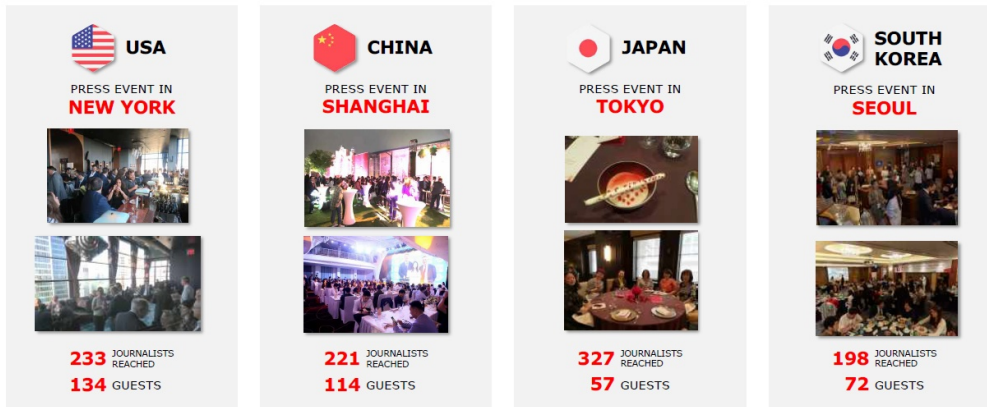 USA
PRESS EVENT IN
NEW YORK
233 JOURNALISTS
REACHED
134 GUESTS
CHINA
PRESS EVENT IN
SHANGHAI
221 JOURNALISTS
REACHED
114 GUESTS
JAPAN
PRESS EVENT IN
TOKYO
327 JOURNALISTS
REACHED
57 GUESTS
SOUTH
KOREA
PRESS EVENT IN
SEOUL
198 JOURNALISTS
REACHED
72 GUESTS